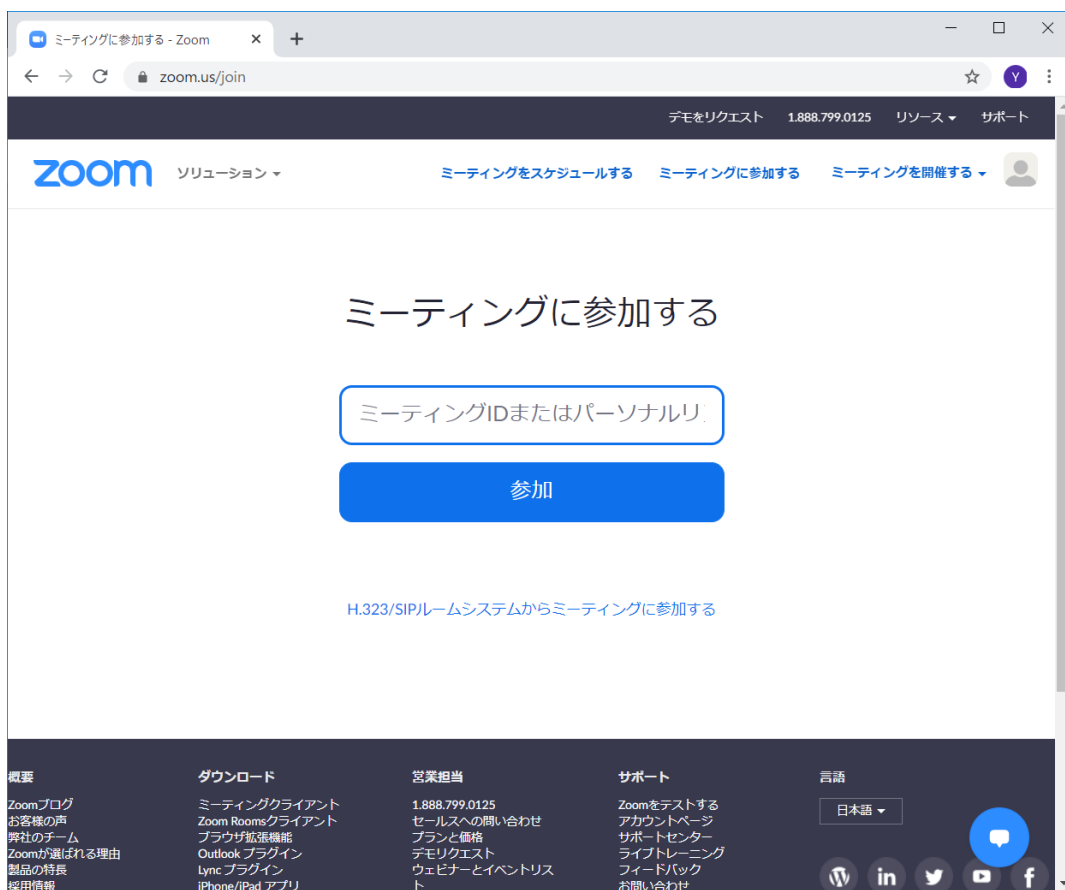 ミーティングに参加する - Zoom
zoom.us/join
Y
デモをリクエスト 1.888.799.0125 リソース サポート
zoom ソリューション ミーティングをスケジュールする ミーティングに参加する ミーティングを開催する
ミーティングに参加する
ミーティングIDまたはパーソナルリ
参加
H.323/SIPルームシステムからミーティングに参加する
概要
Zoomブログ
お客様の声
弊社のチーム
Zoomが選ばれる理由
製品の特長
採用情報
ダウンロード
ミーティングクライアント
Zoom Roomsクライアント
ブラウザ拡張機能
Outlook プラグイン
Lync プラグイン
iPhone/iPad アプリ
営業担当
1.888.799.0125
セールスへの問い合わせ
プランと価格
デモリクエスト
ウェビナーとイベントリス
ト
サポート
Zoomをテストする
アカウントページ
サポートセンター
ライブトレーニング
フィードバック
お問い合わせ
言語
日本語
in
f